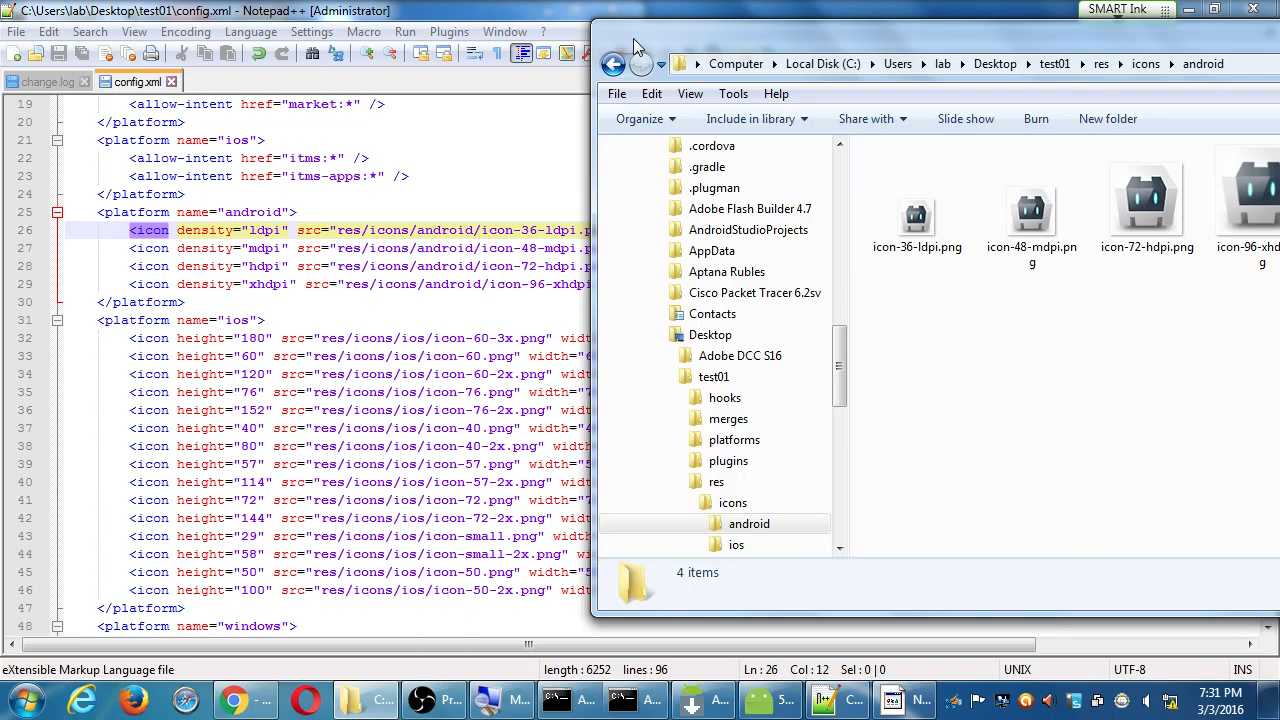 C:\Users\lab\Desktop\test01\config.xml - Notepad++ [Administrator]
SMART Ink
File Edit Search View Encoding Language Settings Macro Run Plugins Window
change.log config.xml
19 <allow-intent href="market:*" />
20 </platform>
21 <platform name="ios">
22 <allow-intent href="itms:*" />
23 <allow-intent href="itms-apps:*" />
24 </platform>
25 <platform name="android">
26 <icon density="ldpi" src="res/icons/android/icon-36-ldpi.p
27 <icon density="mdpi" src="res/icons/android/icon-48-mdpi.
28 <icon density="hdpi" src="res/icons/android/icon-72-hdpi.p
29 <icon density="xhdpi" src="res/icons/android/icon-96-xhdpi
30 </platform>
31 <platform name="ios">
32 <icon height="180" src="res/icons/ios/icon-60-3x.png" widt
33 <icon height="60" src="res/icons/ios/icon-60.png" width="6
34 <icon height="120" src="res/icons/ios/icon-60-2x.png" widt
35 <icon height="76" src="res/icons/ios/icon-76.png" width="7
36 <icon height="152" src="res/icons/ios/icon-76-2x.png" widt
37 <icon height="40" src="res/icons/ios/icon-40.png" width="4
38 <icon height="80" src="res/icons/ios/icon-40-2x.png" width
39 <icon height="57" src="res/icons/ios/icon-57.png" width="5
40 <icon height="114" src="res/icons/ios/icon-57-2x.png" widt
41 <icon height="72" src="res/icons/ios/icon-72.png" width="7
42 <icon height="144" src="res/icons/ios/icon-72-2x.png" widt
43 <icon height="29" src="res/icons/ios/icon-small.png" width
44 <icon height="58" src="res/icons/ios/icon-small-2x.png" wi
45 <icon height="50" src="res/icons/ios/icon-50.png" width="5
46 <icon height="100" src="res/icons/ios/icon-50-2x.png" widt
47 </platform>
48 <platform name="windows">
eXtensible Markup Language file length : 6252 lines : 96 Ln : 26 Col : 12 Sel : 0 | 0 UNIX UTF-8 INS
Computer Local Disk (C:) Users lab Desktop test01 res icons android
File Edit View Tools Help
Organize Include in library Share with Slide show Burn New folder
.cordova
.gradle
.plugman
Adobe Flash Builder 4.7
AndroidStudioProjects
AppData
Aptana Rubles
Cisco Packet Tracer 6.2sv
Contacts
Desktop
Adobe DCC S16
test01
hooks
merges
platforms
plugins
res
icons
android
ios
icon-36-ldpi.png
icon-48-mdpi.pn
g
icon-72-hdpi.png
icon-96-xhd
g
4 items
- ... C:... Pr... M... A... A... A... 5... C... N...
7:31 PM
3/3/2016